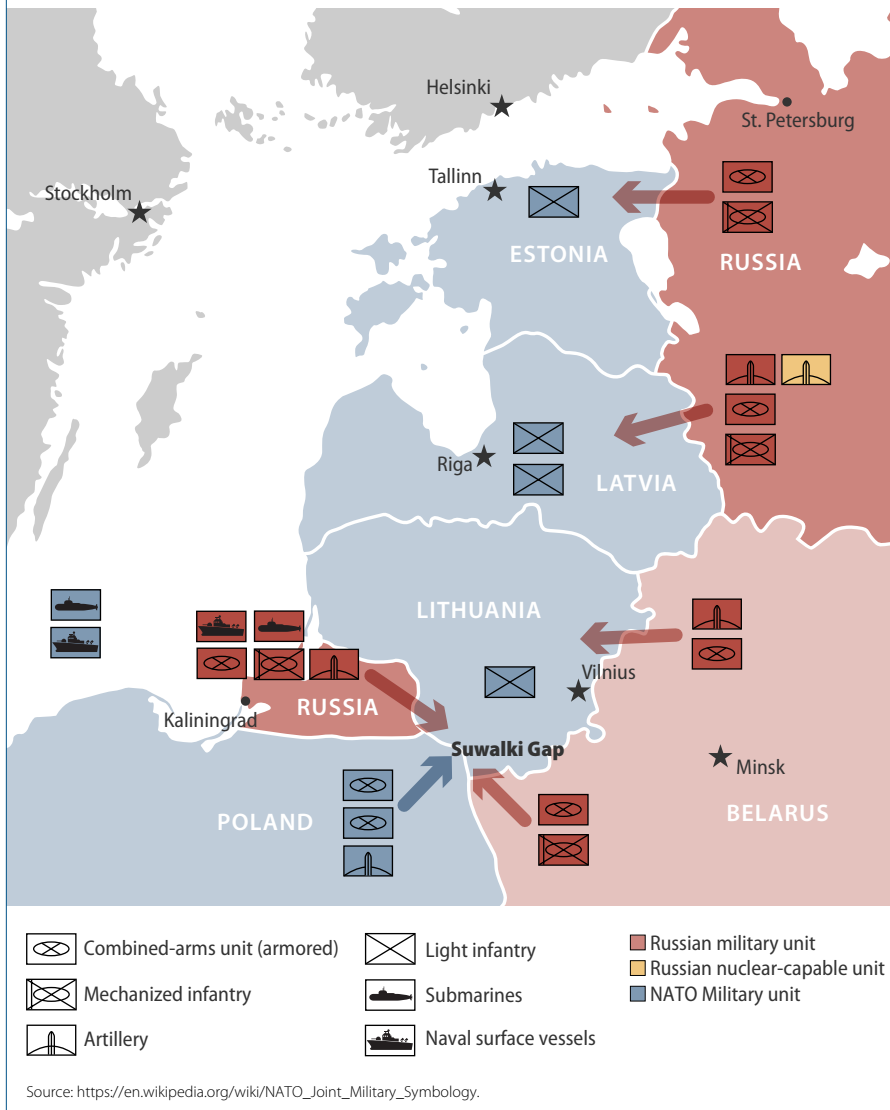 Helsinki
St. Petersburg
Tallinn
Stockholm
ESTONIA
RUSSIA
Riga
LATVIA
LITHUANIA
Vilnius
RUSSIA
Kaliningrad
Suwalki Gap
Minsk
POLAND
BELARUS
Combined-arms unit (armored)
Mechanized infantry
Artillery
Light infantry
Submarines
Naval surface vessels
Russian military unit
Russian nuclear-capable unit
NATO Military unit
Source: https://en.wikipedia.org/wiki/NATO_Joint_Military_Symbology.